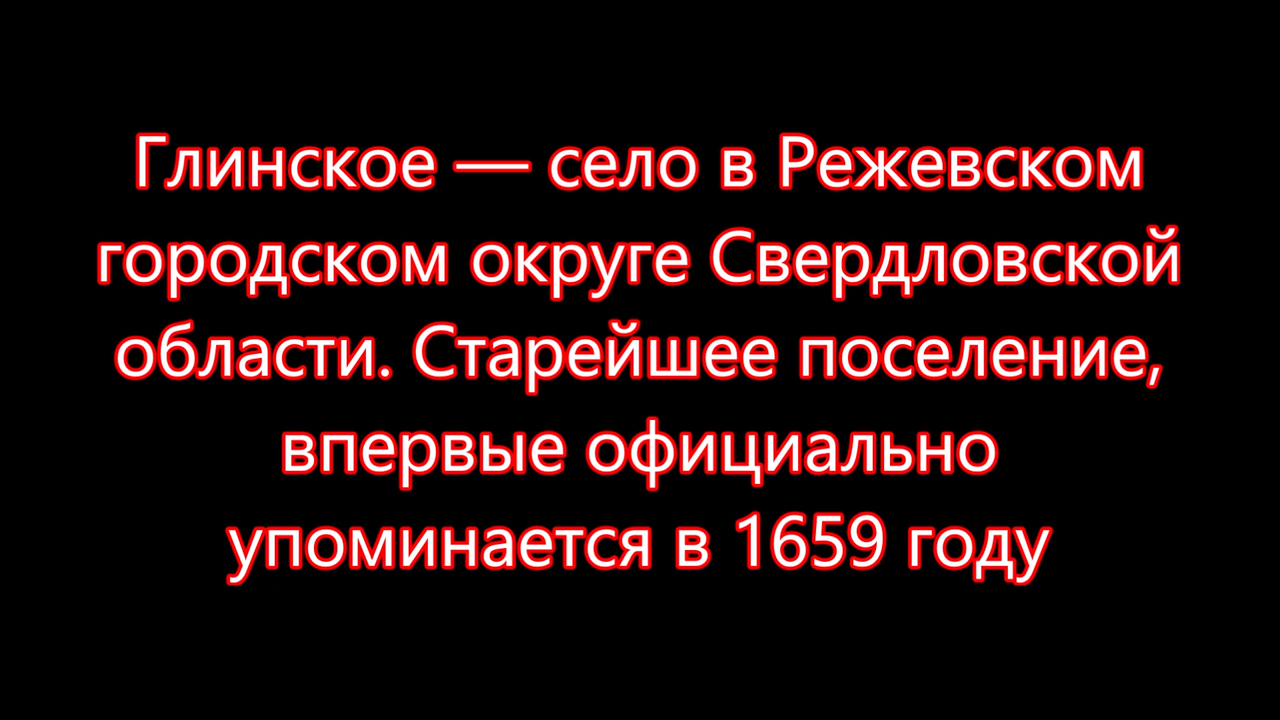 Глинское — село в Режевском
городском округе Свердловской
области. Старейшее поселение,
впервые официально
упоминается в 1659 году